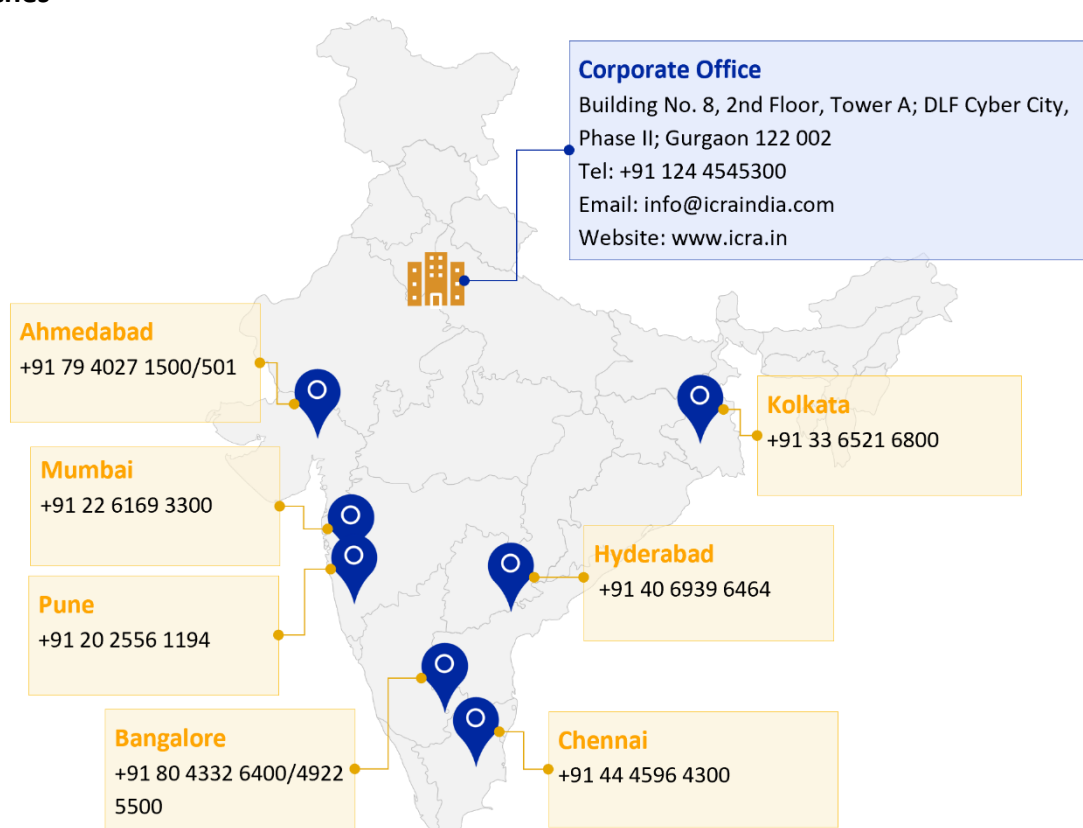 Corporate Office
Building No. 8, 2nd Floor, Tower A; DLF Cyber City,
Phase II; Gurgaon 122 002
Tel: +91 124 4545300
Email: info@icraindia.com
Website: www.icra.in
Ahmedabad
+91 79 4027 1500/501
Kolkata
+91 33 6521 6800
Mumbai
+91 22 6169 3300
Hyderabad
+91 40 6939 6464
Pune
+91 20 2556 1194
Bangalore
+91 80 4332 6400/4922
5500
Chennai
+91 44 4596 4300